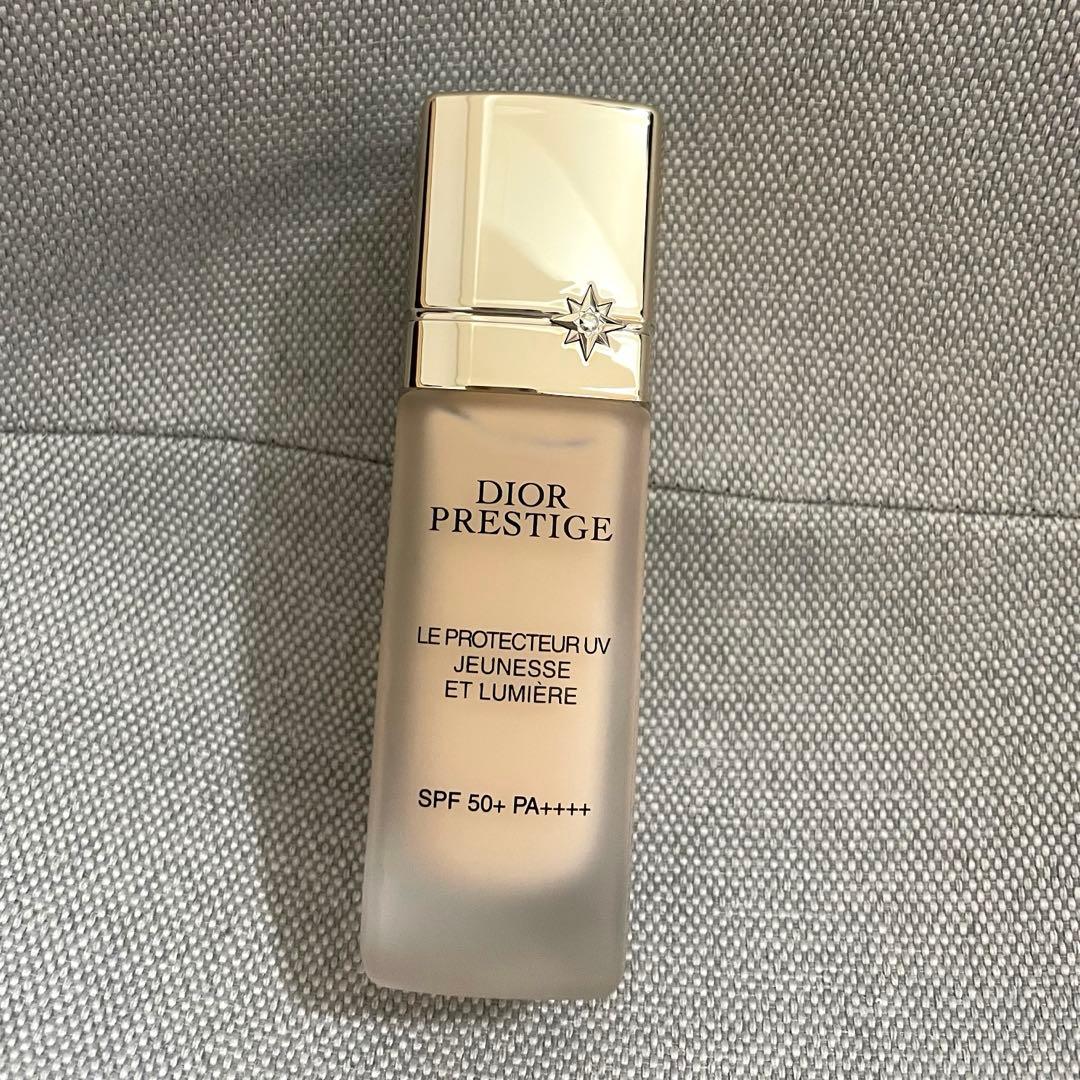 DIOR
PRESTIGE
LE PROTECTEUR UV
JEUNESSE
ET LUMIÈRE
SPF 50+ PA++++